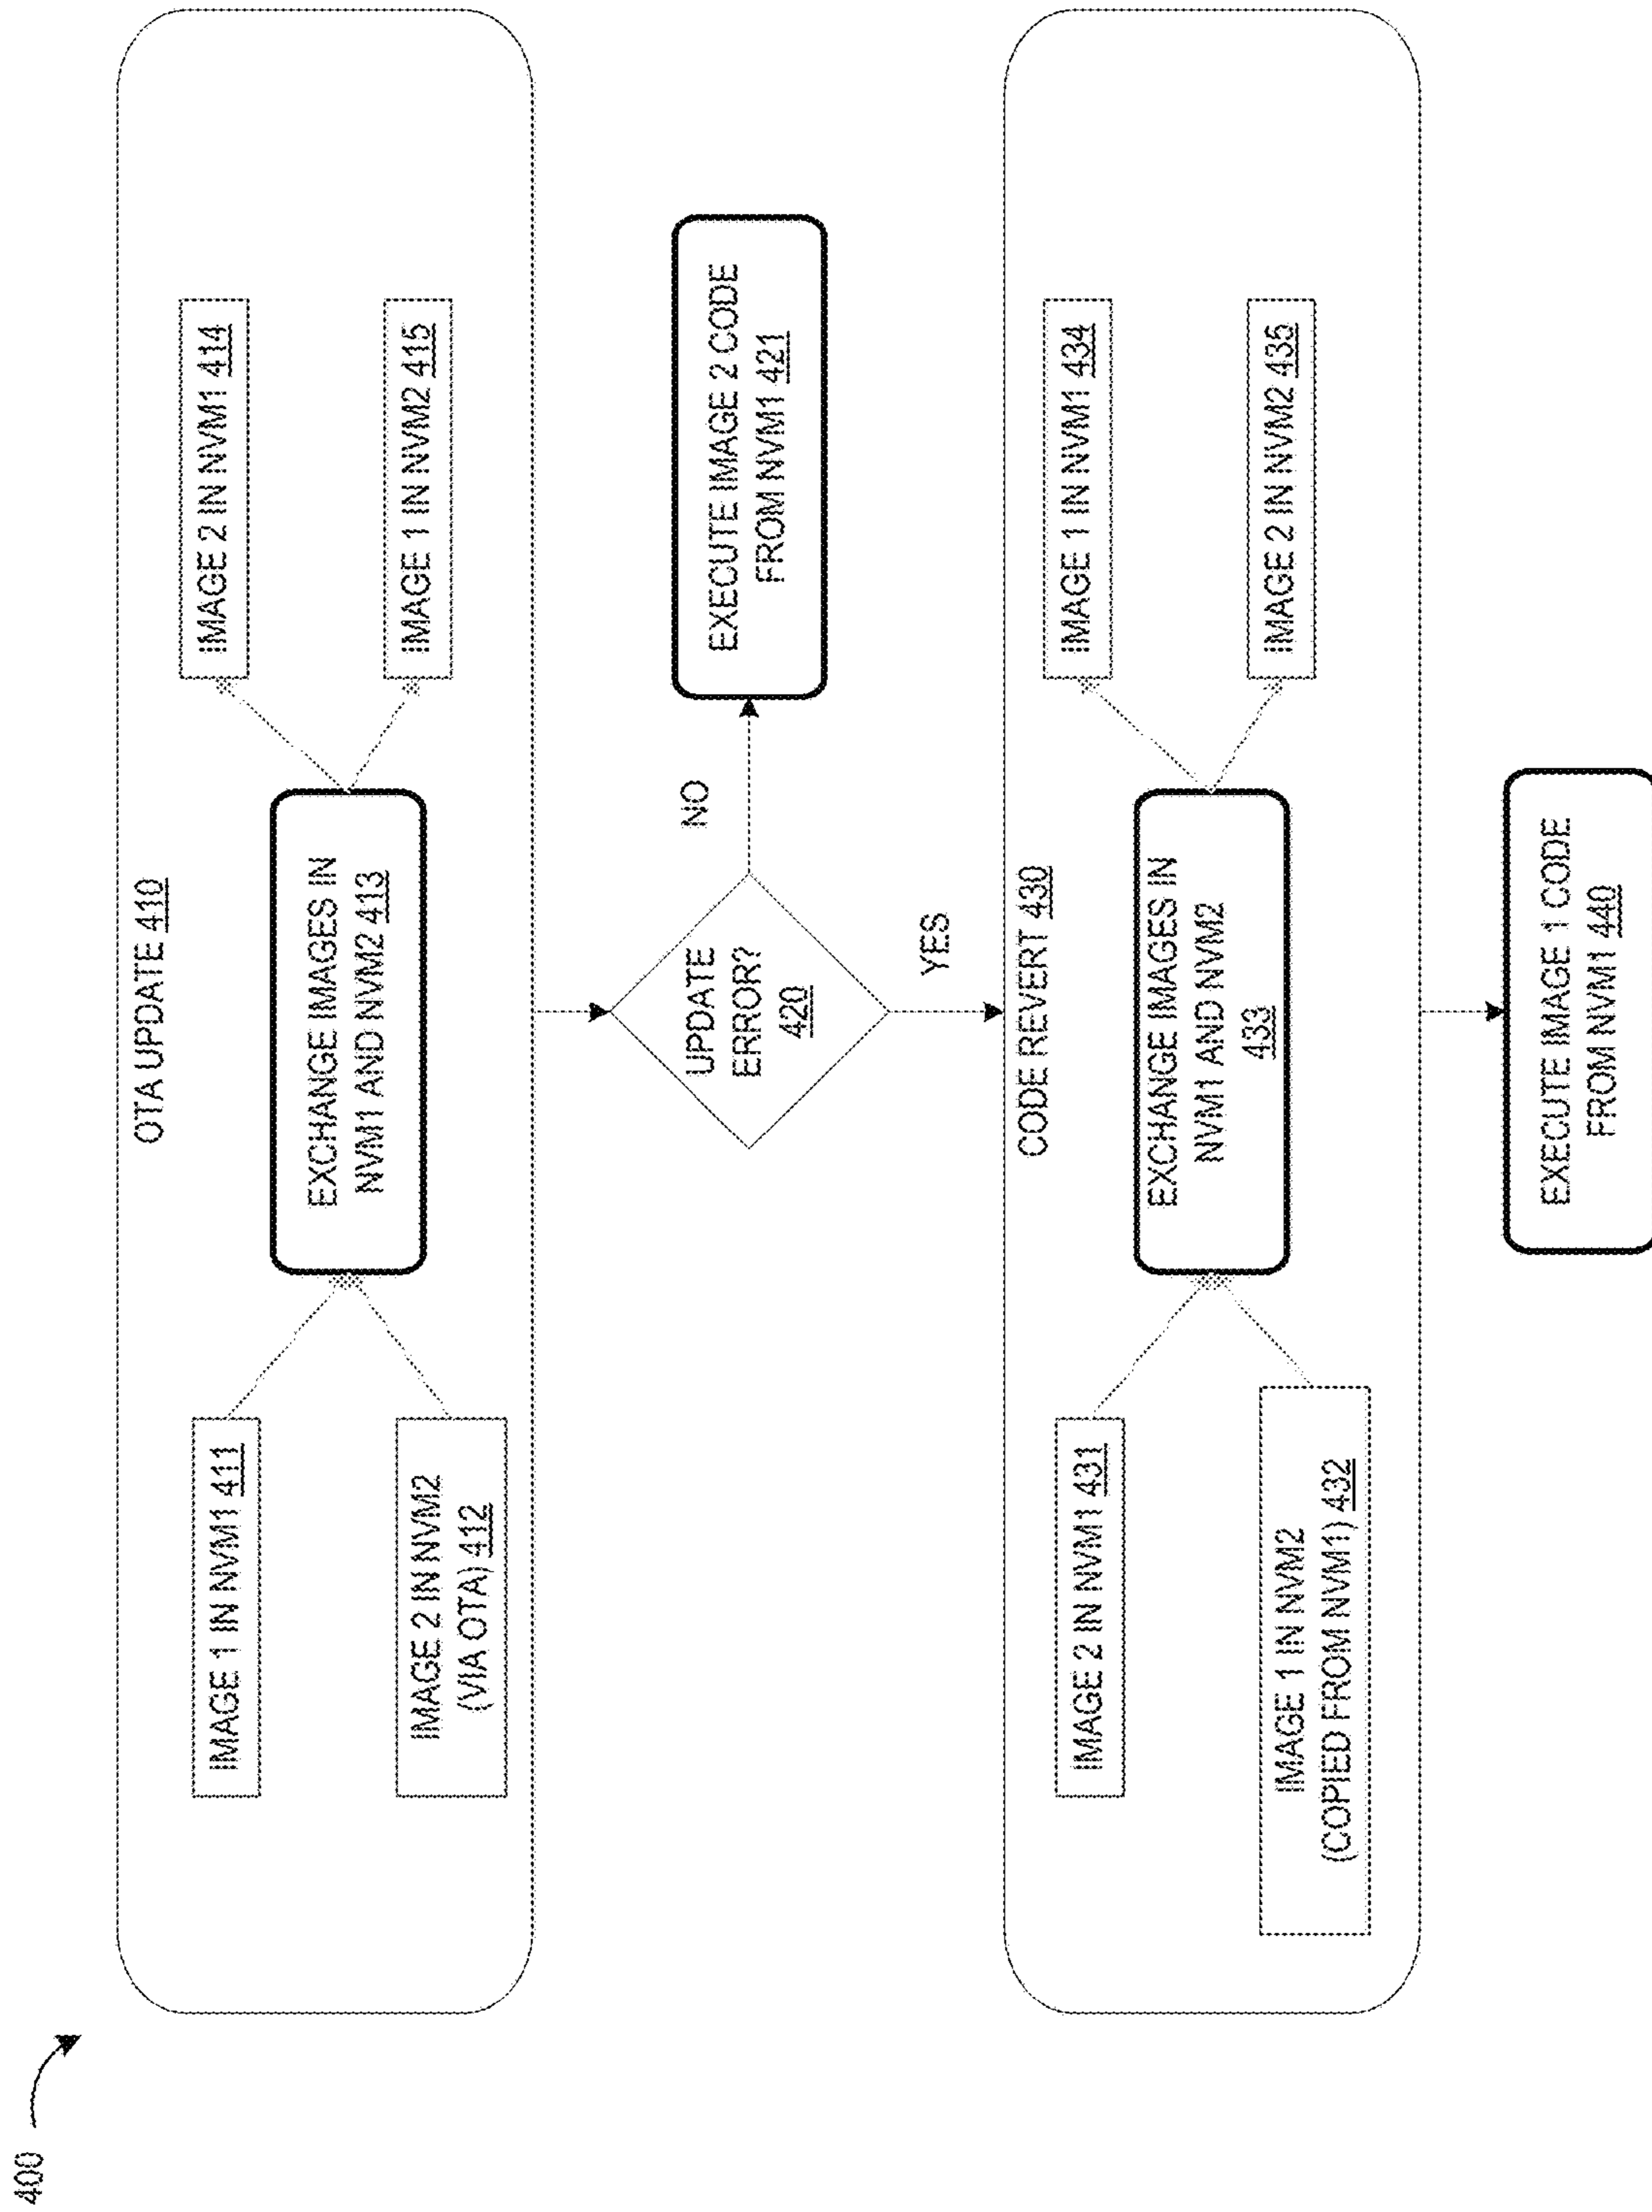 400
OTA UPDATE 410
IMAGE 1 IN NVM1 411
IMAGE 2 IN NVM2
(VIA OTA) 412
EXCHANGE IMAGES IN
NVM1 AND NVM2 413
IMAGE 2 IN NVM1 414
IMAGE 1 IN NVM2 415
UPDATE
ERROR?
420
NO
EXECUTE IMAGE 2 CODE
FROM NVM1 421
YES
CODE REVERT 430
IMAGE 2 IN NVM1 431
IMAGE 1 IN NVM2
(COPIED FROM NVM1) 432
EXCHANGE IMAGES IN
NVM1 AND NVM2
433
IMAGE 1 IN NVM1 434
IMAGE 2 IN NVM2 435
EXECUTE IMAGE 1 CODE
FROM NVM1 440